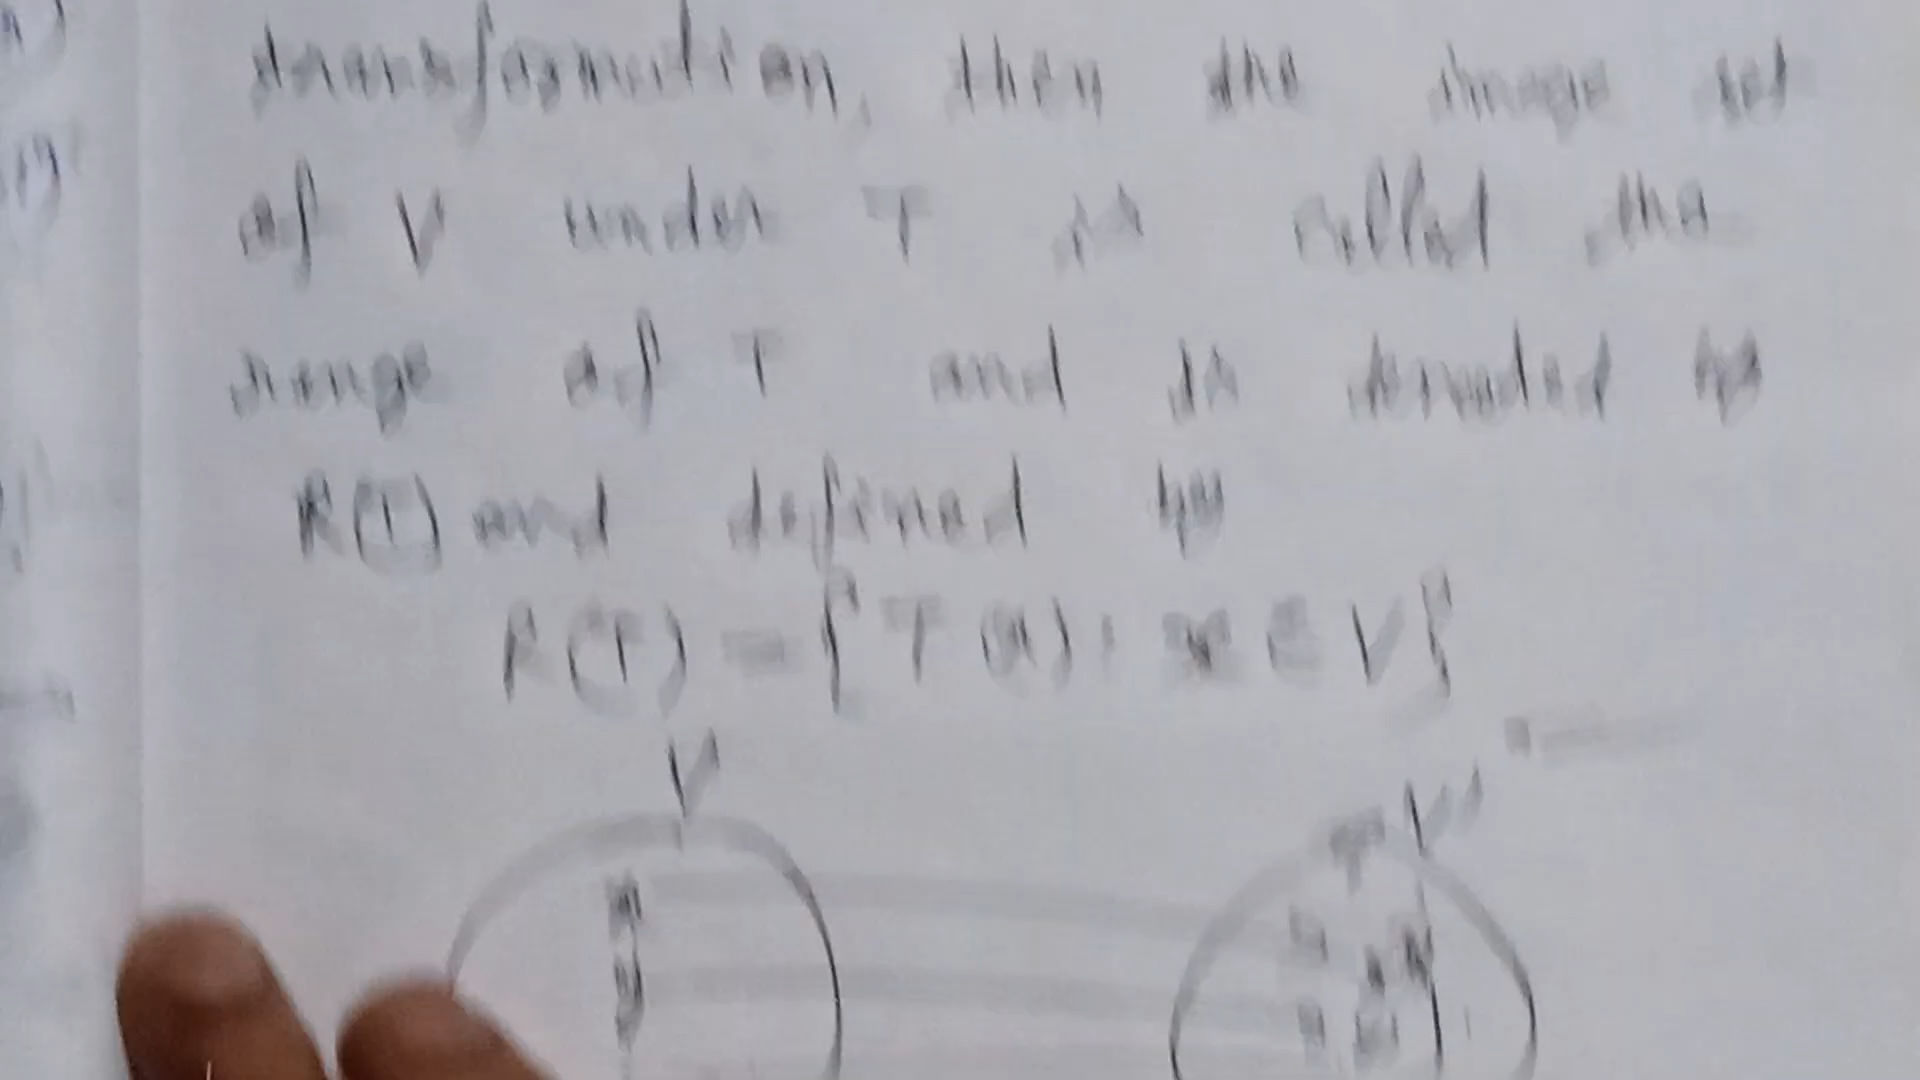 transformation, then the image set
of V under T is called the
range of T and is denoted by
R(T) and defined by
R(T) = { T(x) : x ∈ V}
V
V'